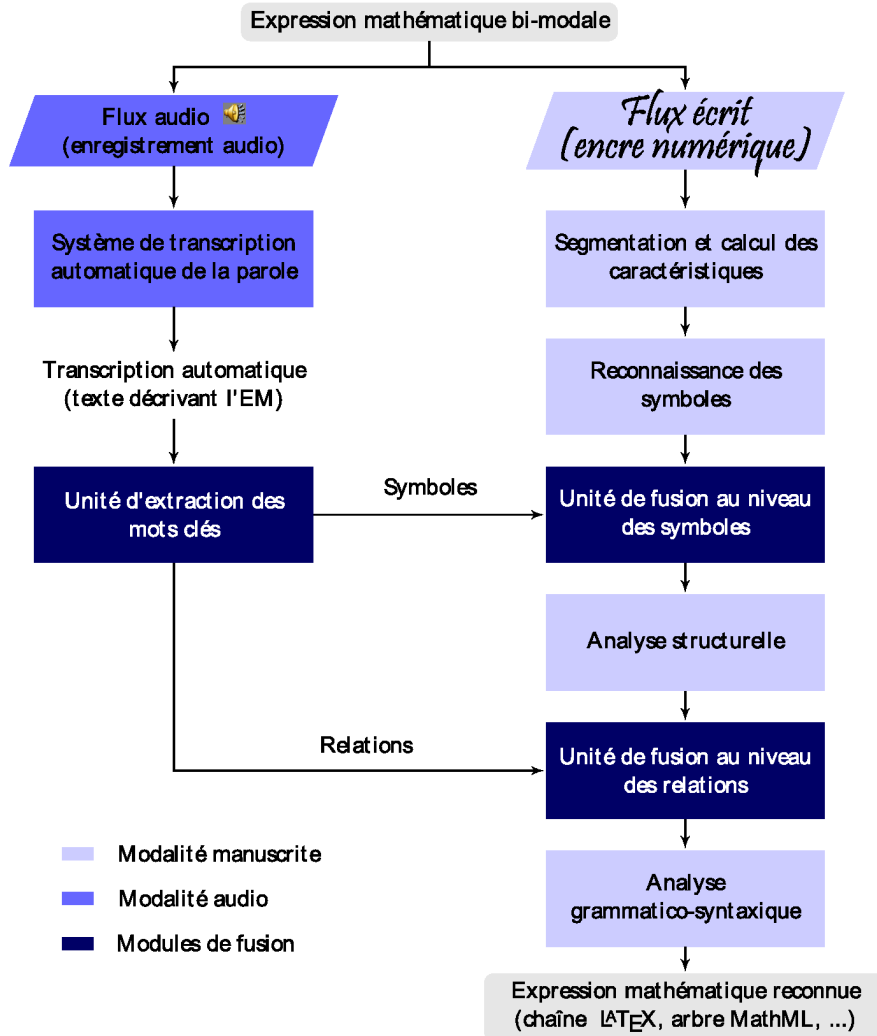 Expression mathématique bi-modale
Flux audio
(enregistrement audio)
Flux écrit
(encre numérique)
Système de transcription
automatique de la parole
Segmentation et calcul des
caractéristiques
Transcription automatique
(texte décrivant l'EM)
Reconnaissance des
symboles
Unité d'extraction des
mots clés
Symboles
Unité de fusion au niveau
des symboles
Analyse structurelle
Relations
Unité de fusion au niveau
des relations
Modalité manuscrite
Modalité audio
Modules de fusion
Analyse
grammatico-syntaxique
Expression mathématique reconnue
(chaîne LATEX, arbre MathML, ...)